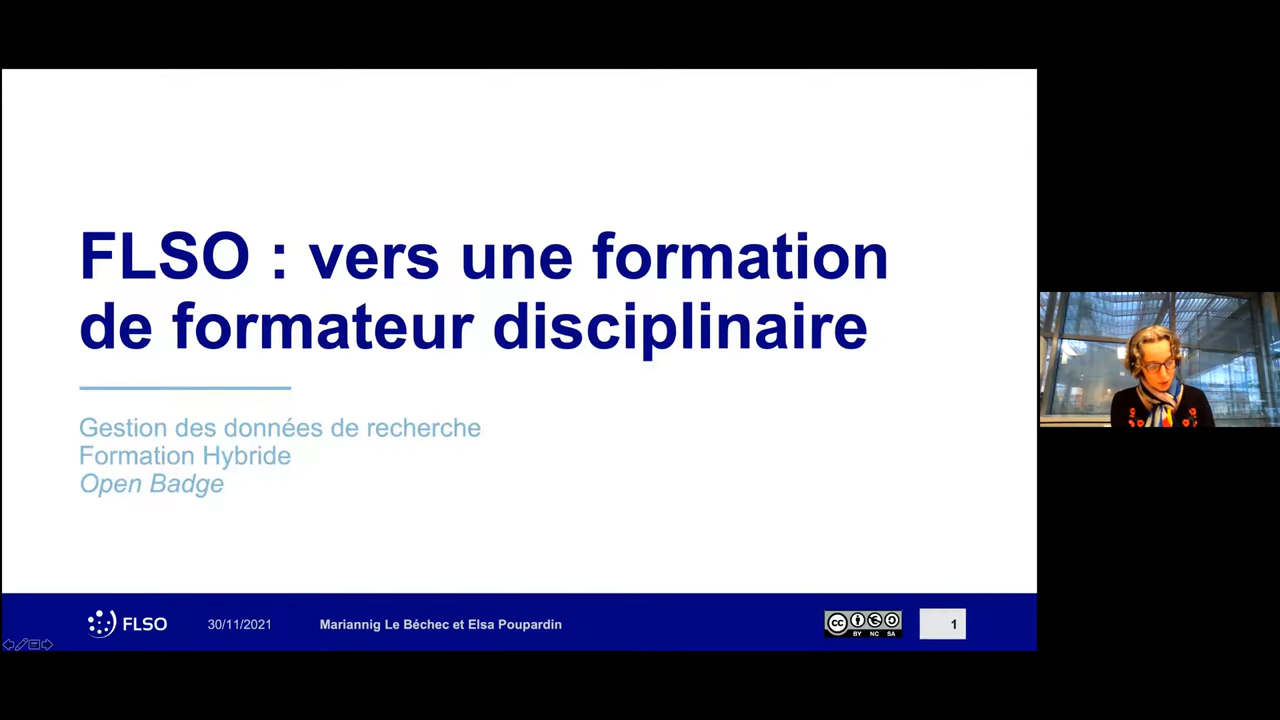 FLSO : vers une formation
de formateur disciplinaire
Gestion des données de recherche
Formation Hybride
Open Badge
FLSO
30/11/2021
Mariannig Le Béchec et Elsa Poupardin
cc
BY NC SA
1